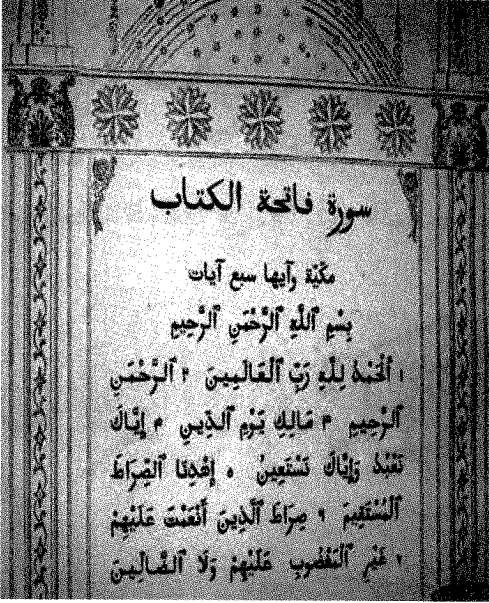 سورة فاتحة الكتاب
مكّيّة وآيها سبع آيات
بِسْمِ ٱللَّهِ ٱلرَّحْمَنِ ٱلرَّحِيمِ
١ ٱلْحَمْدُ لِلَّهِ رَبِّ ٱلْعَالَمِينَ ٢ ٱلرَّحْمَنِ
ٱلرَّحِيمِ ٣ مَالِكِ يَوْمِ ٱلدِّينِ ٤ إِيَّاكَ
نَعْبُدُ وَإِيَّاكَ نَسْتَعِينُ ٥ إِهْدِنَا ٱلصِّرَاطَ
ٱلْمُسْتَقِيمَ ٦ صِرَاطَ ٱلَّذِينَ أَنْعَمْتَ عَلَيْهِمْ
٧ غَيْرِ ٱلْمَغْضُوبِ عَلَيْهِمْ وَلَا ٱلضَّالِّينَ